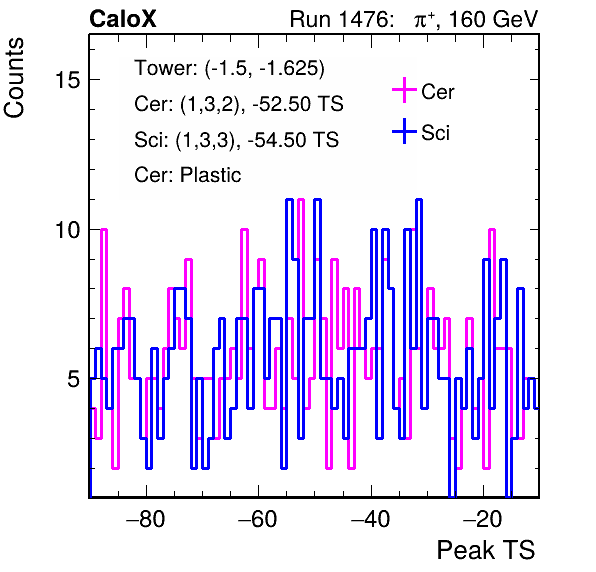 CaloX Run 1476: π⁺, 160 GeV
Counts
Tower: (-1.5, -1.625)
Cer: (1,3,2), -52.50 TS
Sci: (1,3,3), -54.50 TS
Cer: Plastic
Cer
Sci
15
10
5
−80 −60 −40 −20
Peak TS